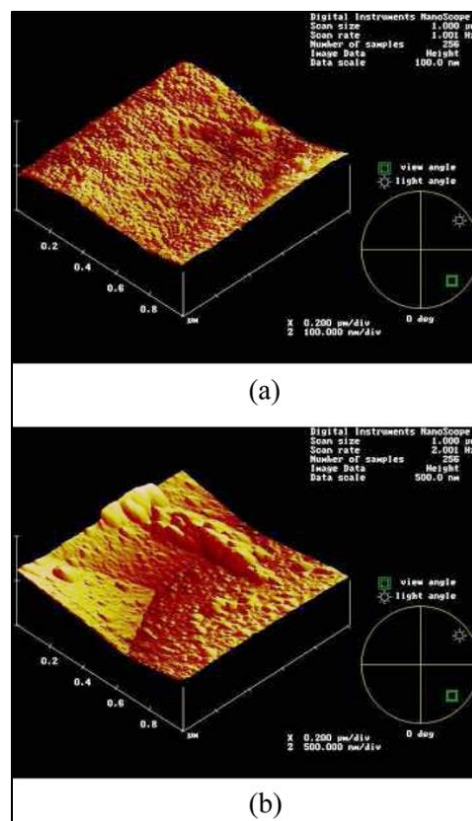 Digital Instruments NanoScope
Scan size 1.000 µ
Scan rate 1.001 H
Number of samples 256
Image Data Height
Data scale 100.0 nm
view angle
light angle
0.2
0.4
0.6
0.8
µm
X 0.200 µm/div
Z 100.000 nm/div
0 deg
(a)
Digital Instruments NanoScope
Scan size 1.000 µ
Scan rate 2.001 H
Number of samples 256
Image Data Height
Data scale 500.0 nm
view angle
light angle
0.2
0.4
0.6
0.8
µm
X 0.200 µm/div
Z 500.000 nm/div
0 deg
(b)